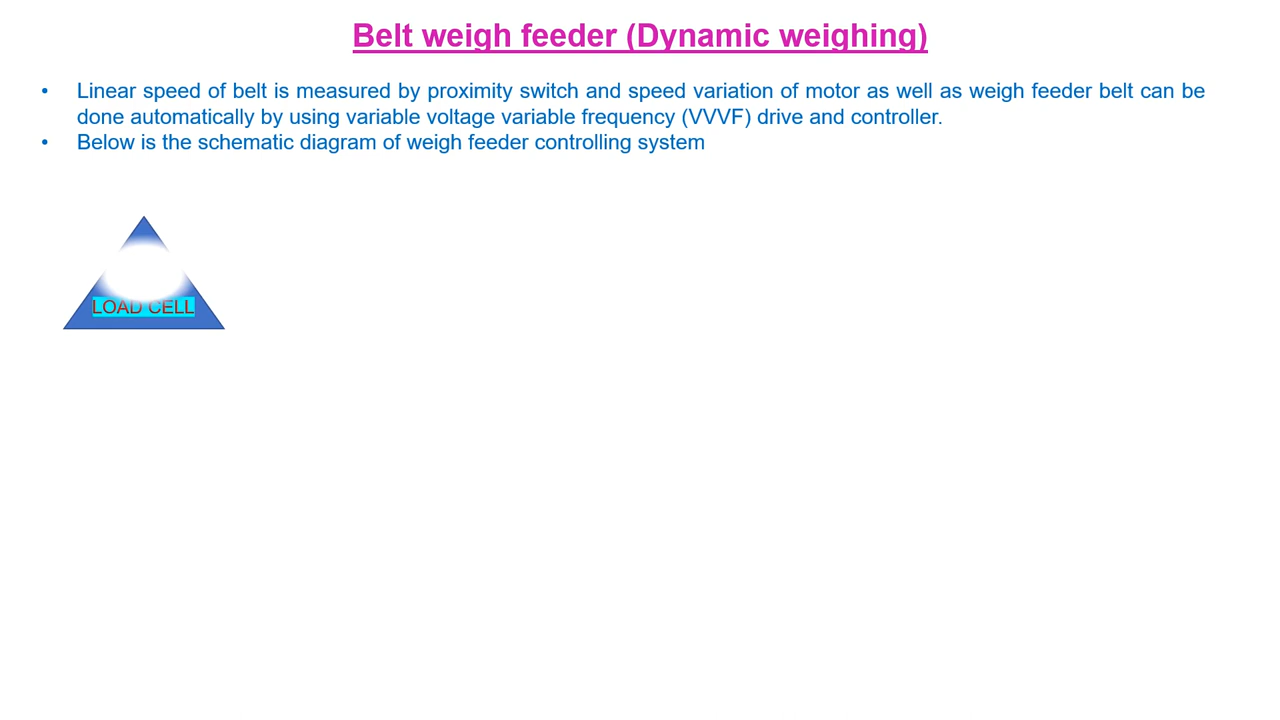 Belt weigh feeder (Dynamic weighing)
• Linear speed of belt is measured by proximity switch and speed variation of motor as well as weigh feeder belt can be
done automatically by using variable voltage variable frequency (VVVF) drive and controller.
• Below is the schematic diagram of weigh feeder controlling system
LOAD CELL